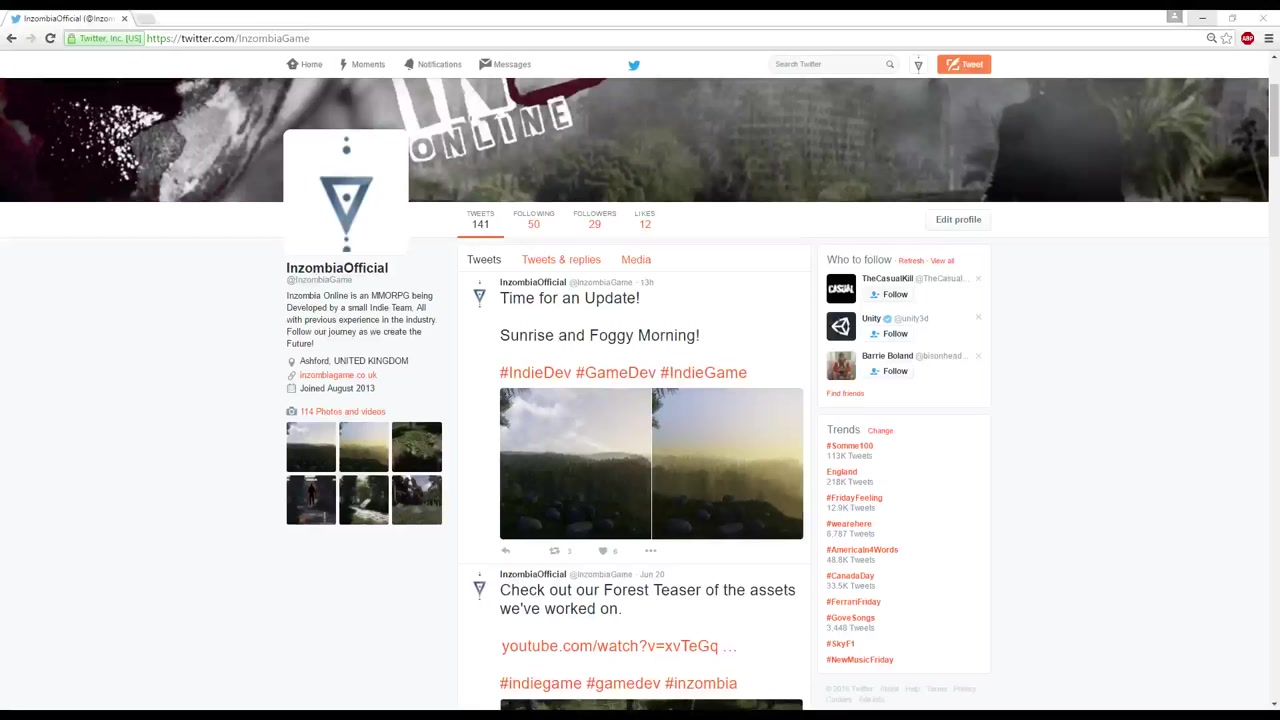 InzombiaOfficial (@Inzom
Twitter, Inc. [US]
https://twitter.com/InzombiaGame
ABP
Home
Moments
Notifications
Messages
Search Twitter
Tweet
ONLINE
TWEETS
141
FOLLOWING
50
FOLLOWERS
29
LIKES
12
Edit profile
InzombiaOfficial
@InzombiaGame
Inzombia Online is an MMORPG being
Developed by a small Indie Team, All
with previous experience in the industry.
Follow our journey as we create the
Future!
Ashford, UNITED KINGDOM
inzombiagame.co.uk
Joined August 2013
114 Photos and videos
Tweets
Tweets & replies
Media
InzombiaOfficial @InzombiaGame · 13h
Time for an Update!
Sunrise and Foggy Morning!
#IndieDev #GameDev #IndieGame
3
6
InzombiaOfficial @InzombiaGame · Jun 20
Check out our Forest Teaser of the assets
we've worked on.
youtube.com/watch?v=xvTeGq …
#indiegame #gamedev #inzombia
Who to follow · Refresh · View all
CASUAL
TheCasualKill @TheCasual...
Follow
Unity @unity3d
Follow
Barrie Boland @bisonhead...
Follow
Find friends
Trends · Change
#Somme100
113K Tweets
England
218K Tweets
#FridayFeeling
12.9K Tweets
#wearehere
6,787 Tweets
#AmericaIn4Words
48.8K Tweets
#CanadaDay
33.5K Tweets
#FerrariFriday
#GoveSongs
3,448 Tweets
#SkyF1
#NewMusicFriday
© 2016 Twitter About Help Terms Privacy
Cookies Ads info